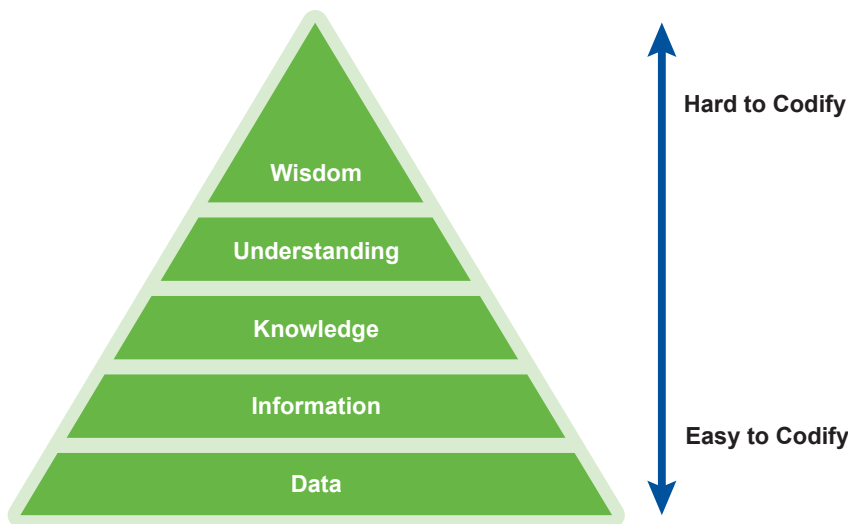 Hard to Codify
Wisdom
Understanding
Knowledge
Information
Easy to Codify
Data